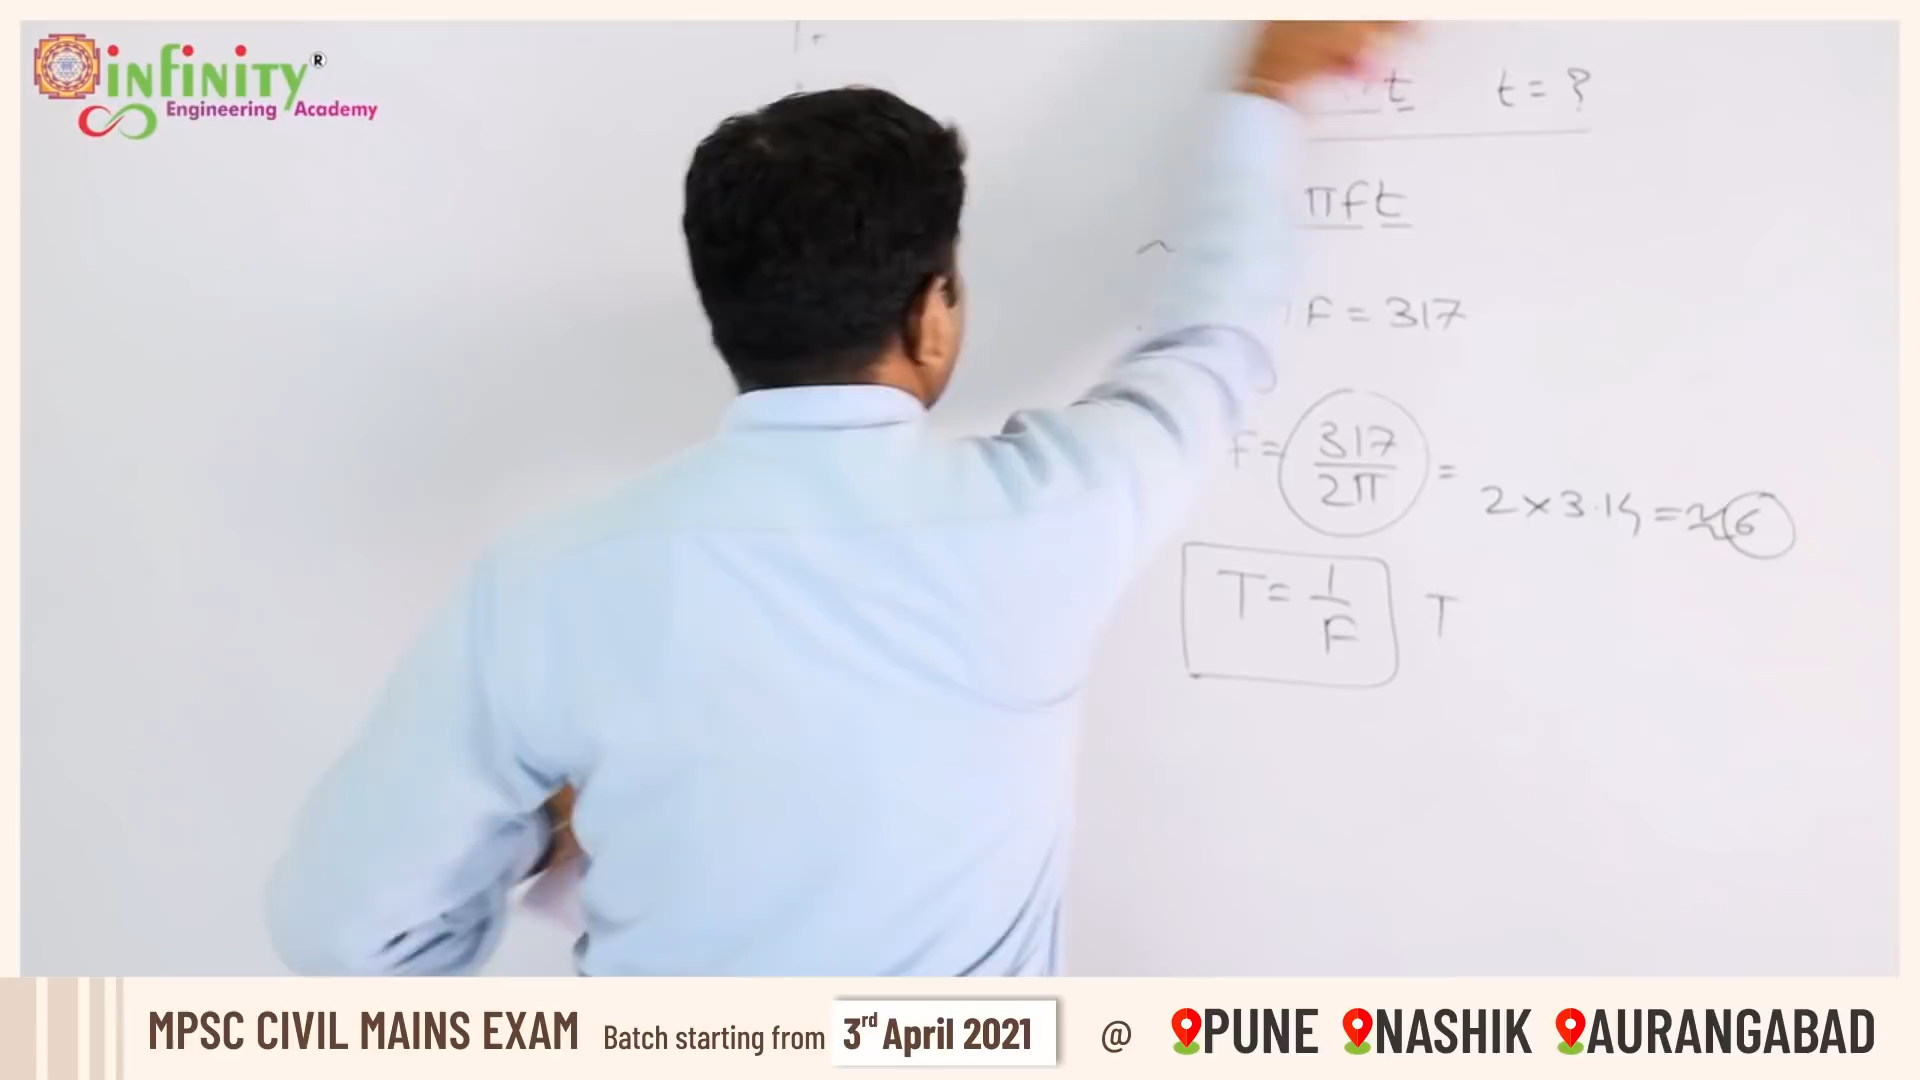 infinity®
Engineering Academy
t t = ?
πft
F = 317
F = 317/2π = 2 × 3.14 = ≈ 6
T = 1/F T
MPSC CIVIL MAINS EXAM Batch starting from 3rd April 2021 @ PUNE NASHIK AURANGABAD